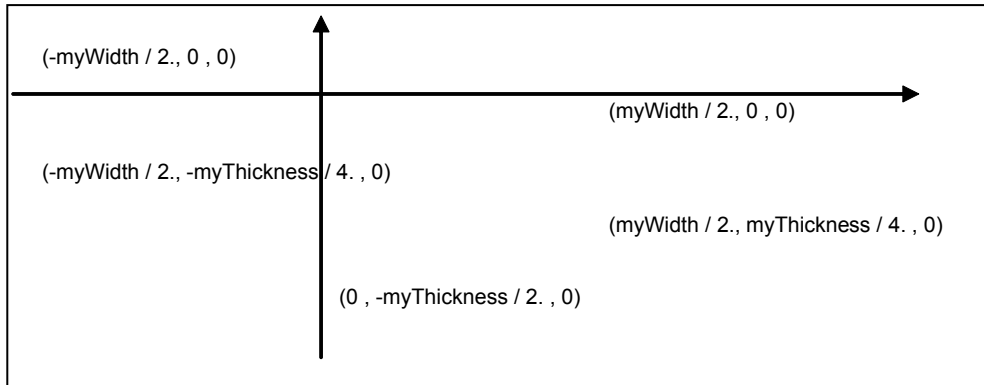 (-myWidth / 2., 0 , 0)
(myWidth / 2., 0 , 0)
(-myWidth / 2., -myThickness / 4. , 0)
(myWidth / 2., myThickness / 4. , 0)
(0 , -myThickness / 2. , 0)